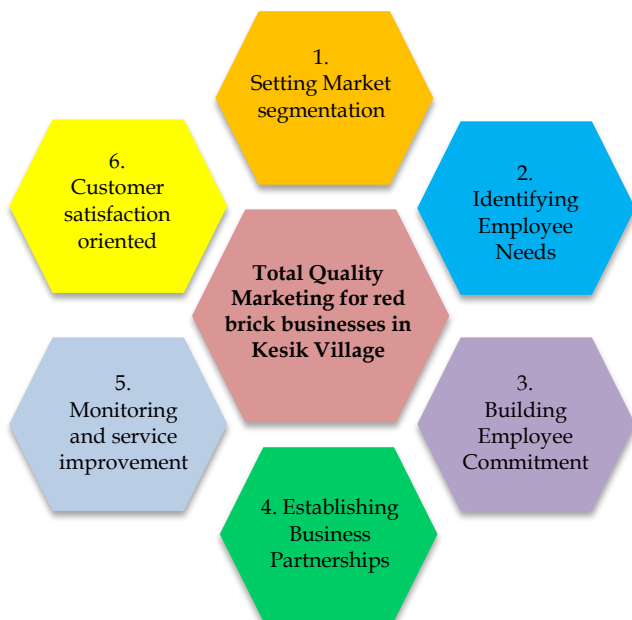 1.
Setting Market
segmentation
2.
Identifying
Employee
Needs
3.
Building
Employee
Commitment
4. Establishing
Business
Partnerships
5.
Monitoring
and service
improvement
6.
Customer
satisfaction
oriented
Total Quality
Marketing for red
brick businesses in
Kesik Village